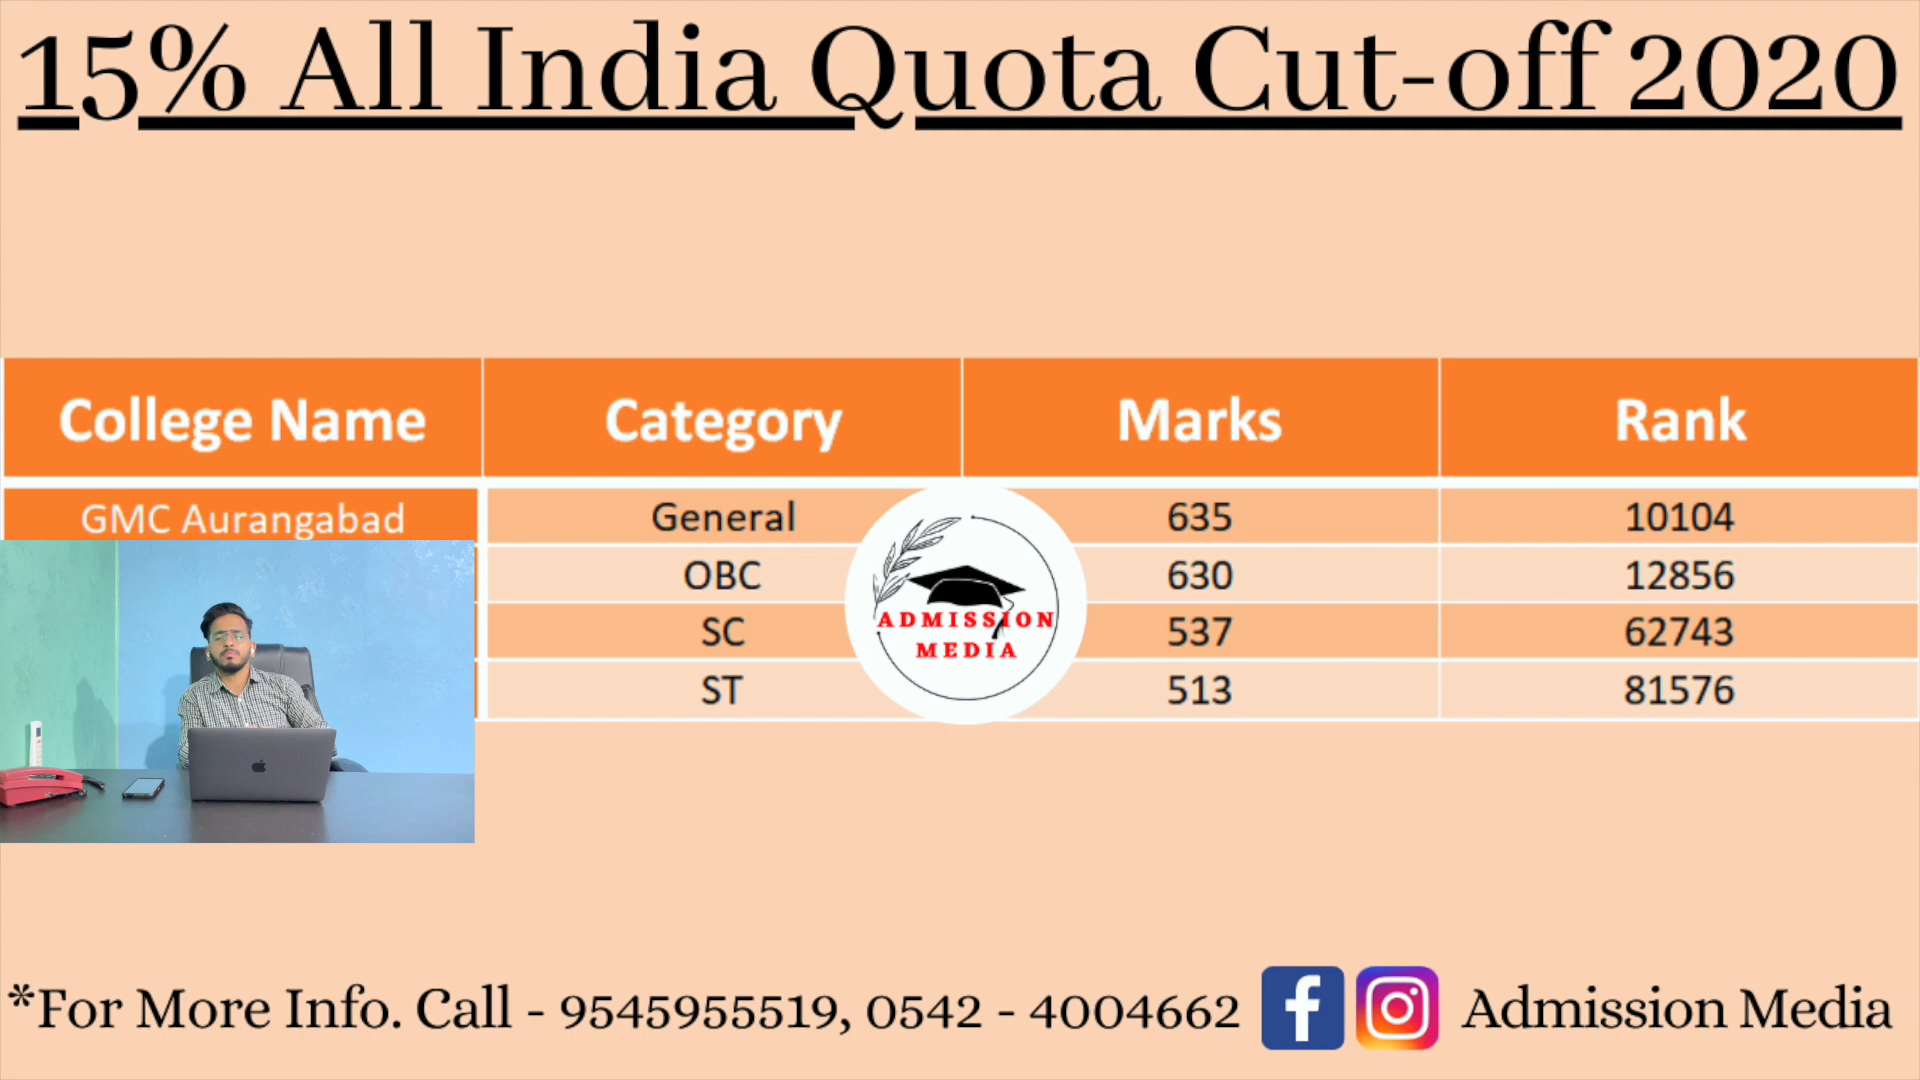 15% All India Quota Cut-off 2020
College Name Category Marks Rank
GMC Aurangabad General 635 10104
OBC 630 12856
SC 537 62743
ST 513 81576
ADMISSION
MEDIA
*For More Info. Call - 9545955519, 0542 - 4004662 Admission Media